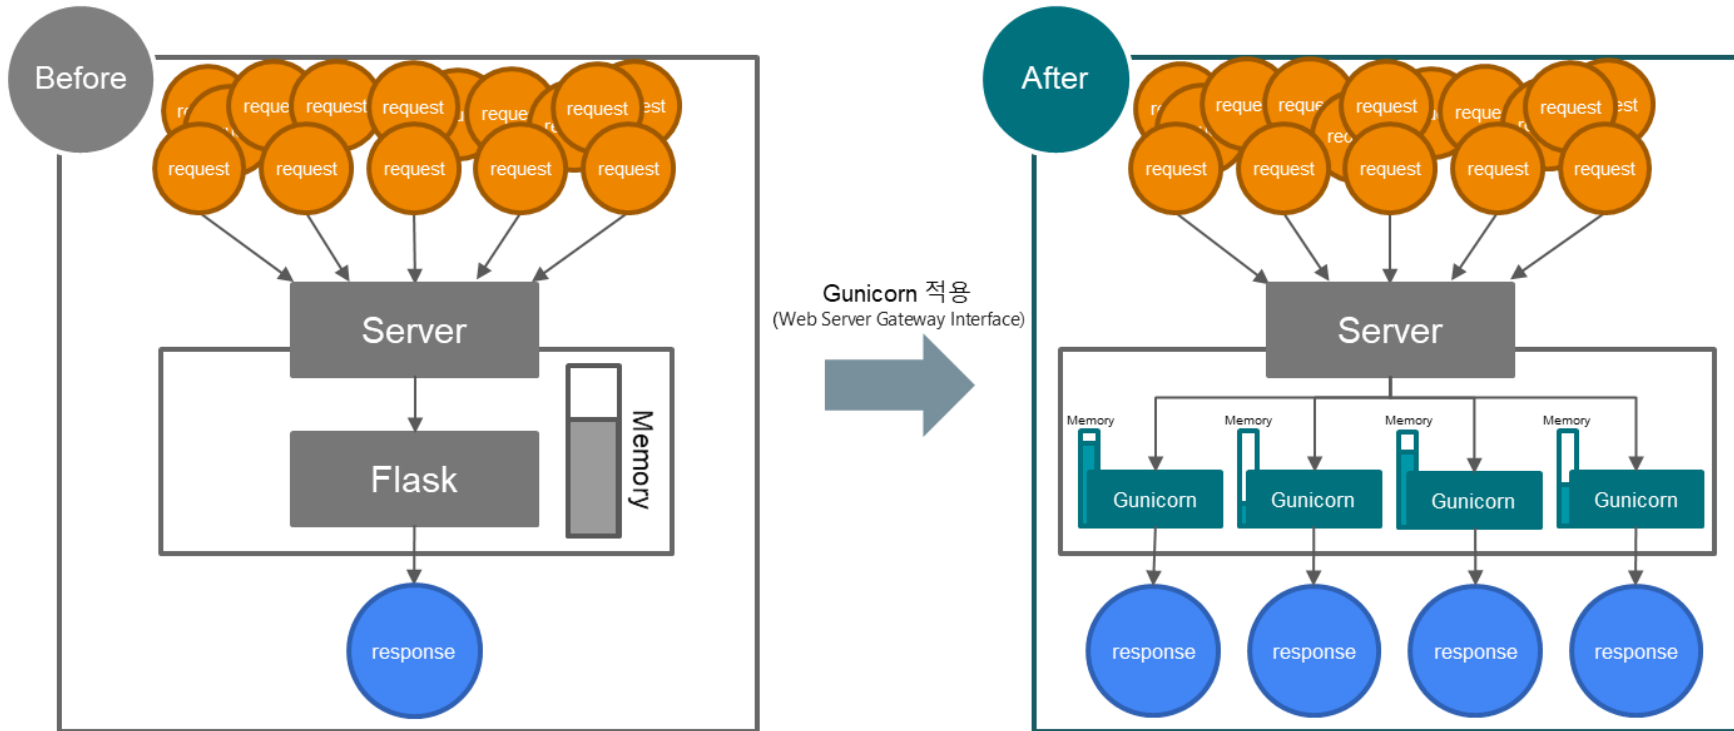 Before
request
request
request
request
request
request
request
request
request
request
Server
Flask
Memory
response
Gunicorn 적용
(Web Server Gateway Interface)
After
request
request
request
request
request
request
request
Server
Memory
Memory
Memory
Memory
Gunicorn
Gunicorn
Gunicorn
Gunicorn
response
response
response
response